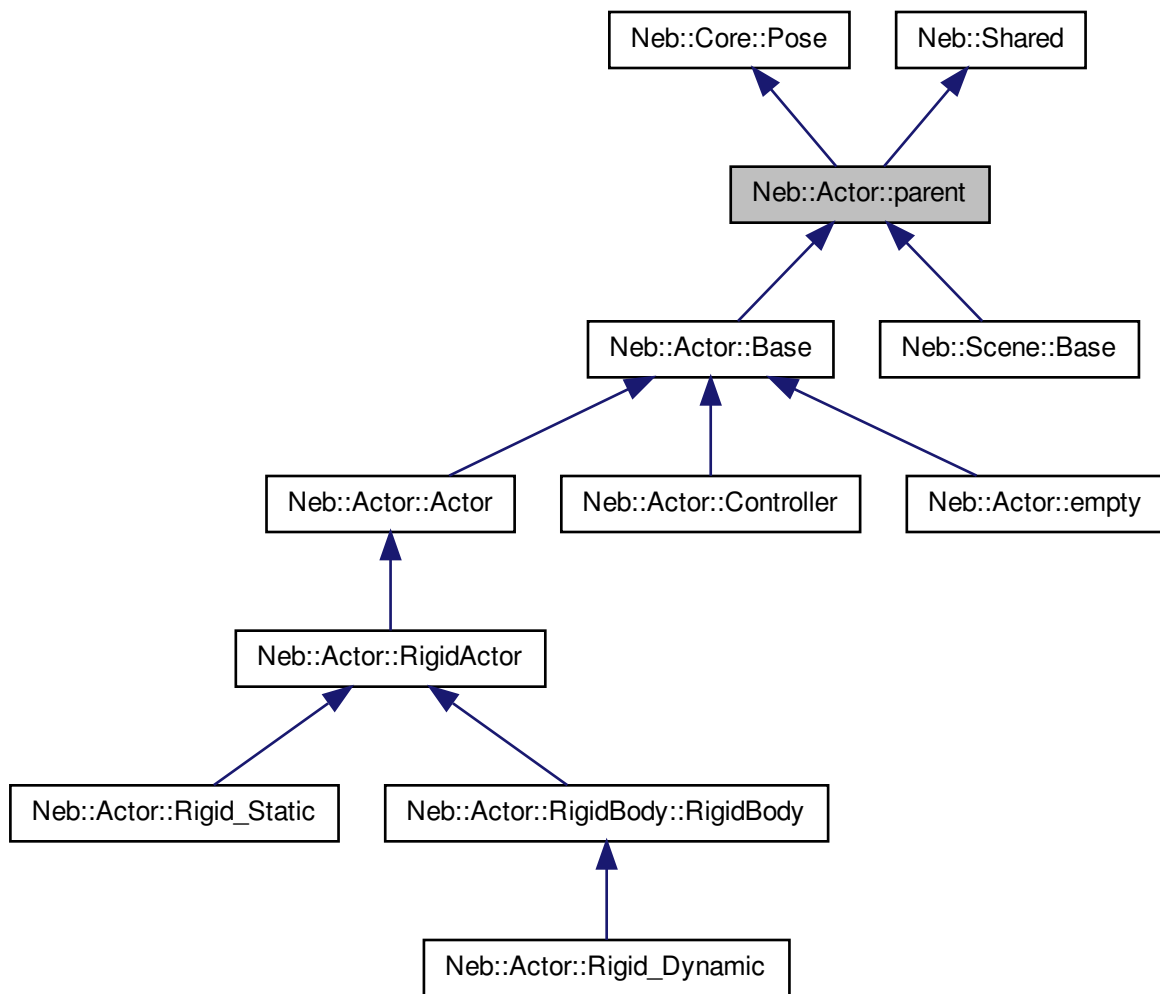 Neb::Core::Pose
Neb::Shared
Neb::Actor::parent
Neb::Actor::Base
Neb::Scene::Base
Neb::Actor::Actor
Neb::Actor::Controller
Neb::Actor::empty
Neb::Actor::RigidActor
Neb::Actor::Rigid_Static
Neb::Actor::RigidBody::RigidBody
Neb::Actor::Rigid_Dynamic